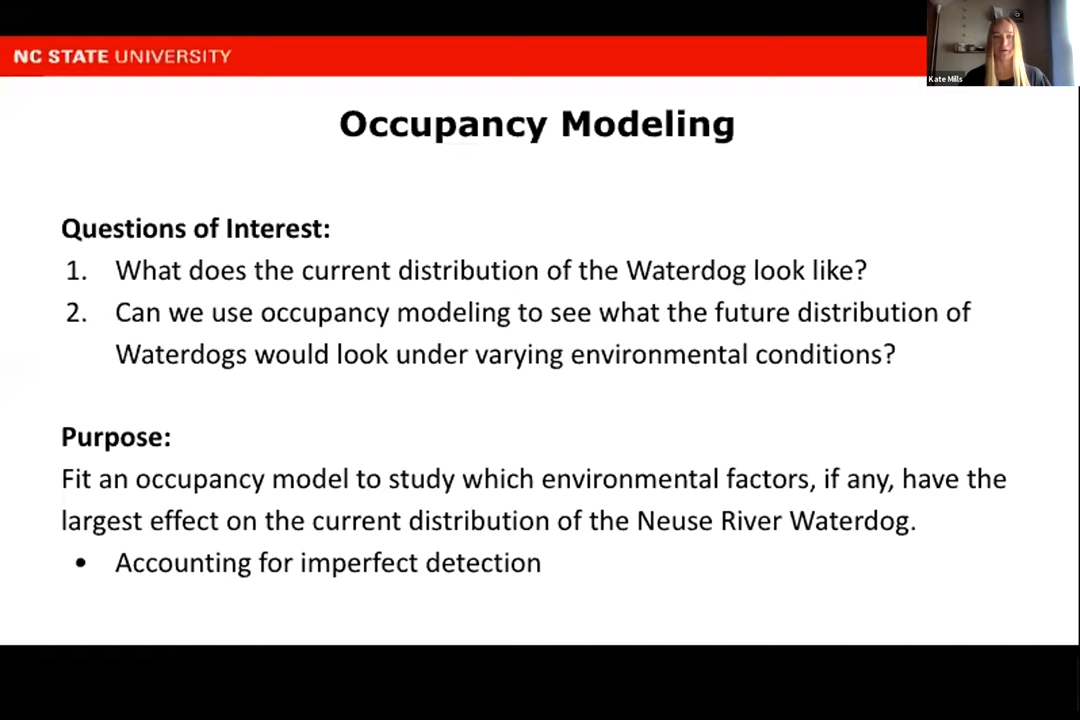 NC STATE UNIVERSITY
Kate Mills
Occupancy Modeling
Questions of Interest:
1. What does the current distribution of the Waterdog look like?
2. Can we use occupancy modeling to see what the future distribution of
Waterdogs would look under varying environmental conditions?
Purpose:
Fit an occupancy model to study which environmental factors, if any, have the
largest effect on the current distribution of the Neuse River Waterdog.
• Accounting for imperfect detection